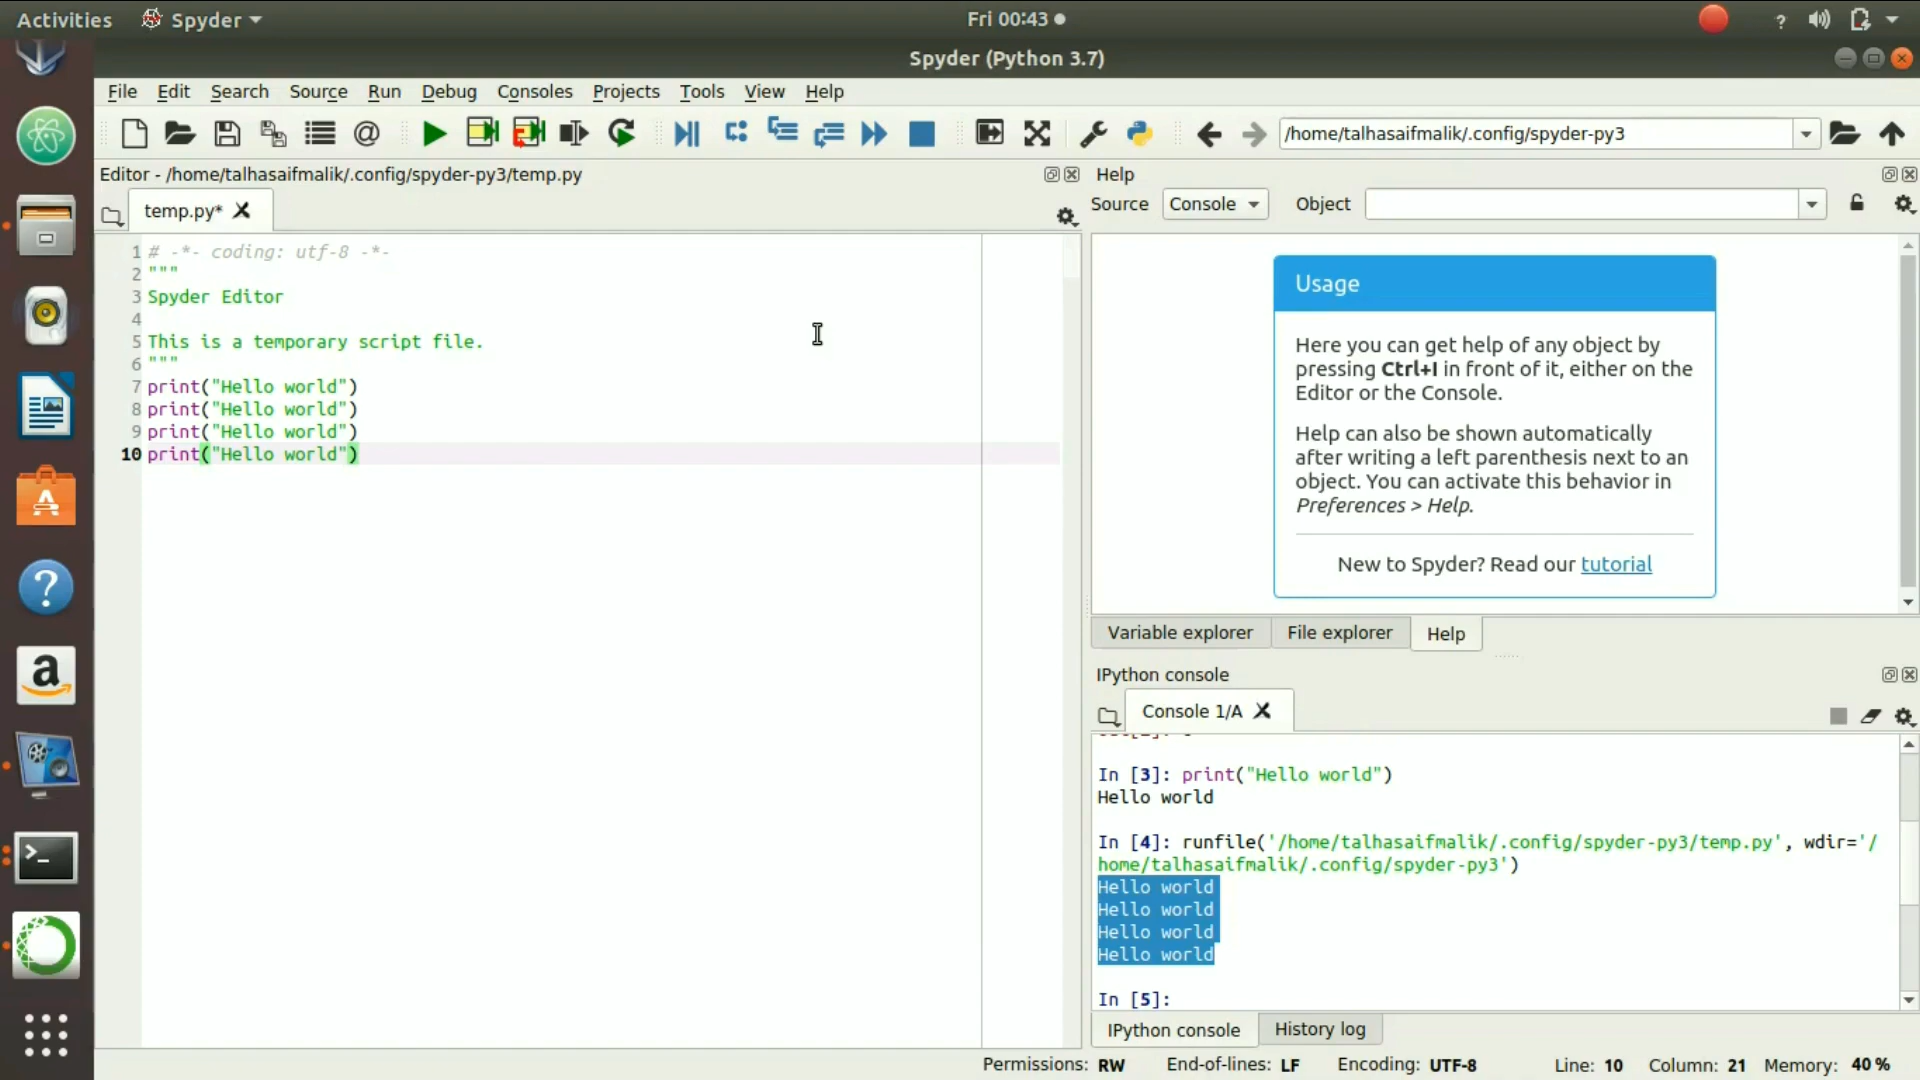 Activities
Spyder
Fri 00:43
?
Spyder (Python 3.7)
File Edit Search Source Run Debug Consoles Projects Tools View Help
/home/talhasaifmalik/.config/spyder-py3
Editor - /home/talhasaifmalik/.config/spyder-py3/temp.py
temp.py*
1 # -*- coding: utf-8 -*-
2 """
3 Spyder Editor
4
5 This is a temporary script file.
6 """
7 print("Hello world")
8 print("Hello world")
9 print("Hello world")
10 print("Hello world")
Help
Source Console Object
Usage
Here you can get help of any object by
pressing Ctrl+I in front of it, either on the
Editor or the Console.
Help can also be shown automatically
after writing a left parenthesis next to an
object. You can activate this behavior in
Preferences > Help.
New to Spyder? Read our tutorial
Variable explorer File explorer Help
IPython console
Console 1/A
In [3]: print("Hello world")
Hello world
In [4]: runfile('/home/talhasaifmalik/.config/spyder-py3/temp.py', wdir='/
home/talhasaifmalik/.config/spyder-py3')
Hello world
Hello world
Hello world
Hello world
In [5]:
IPython console History log
Permissions: RW End-of-lines: LF Encoding: UTF-8 Line: 10 Column: 21 Memory: 40 %